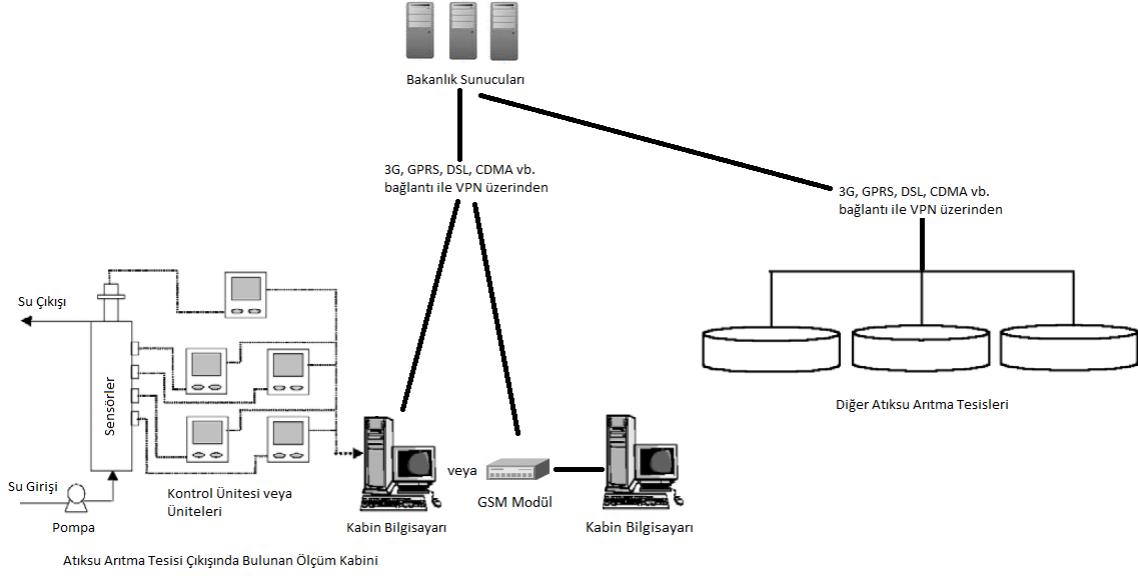 Bakanlık Sunucuları
3G, GPRS, DSL, CDMA vb.
bağlantı ile VPN üzerinden
3G, GPRS, DSL, CDMA vb.
bağlantı ile VPN üzerinden
Su Çıkışı
Sensörler
Diğer Atıksu Arıtma Tesisleri
veya
Su Girişi
Kontrol Ünitesi veya
Üniteleri
GSM Modül
Pompa
Kabin Bilgisayarı
Kabin Bilgisayarı
Atıksu Arıtma Tesisi Çıkışında Bulunan Ölçüm Kabini